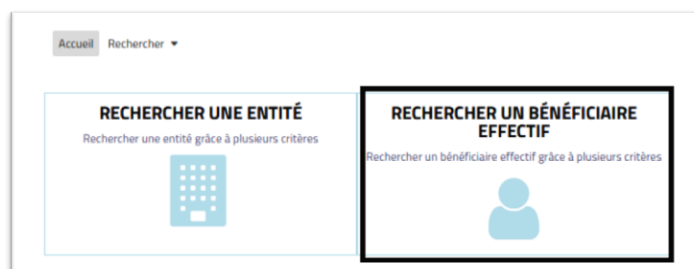 Accueil Rechercher
RECHERCHER UNE ENTITÉ
Rechercher une entité grâce à plusieurs critères
RECHERCHER UN BÉNÉFICIAIRE
EFFECTIF
Rechercher un bénéficiaire effectif grâce à plusieurs critères